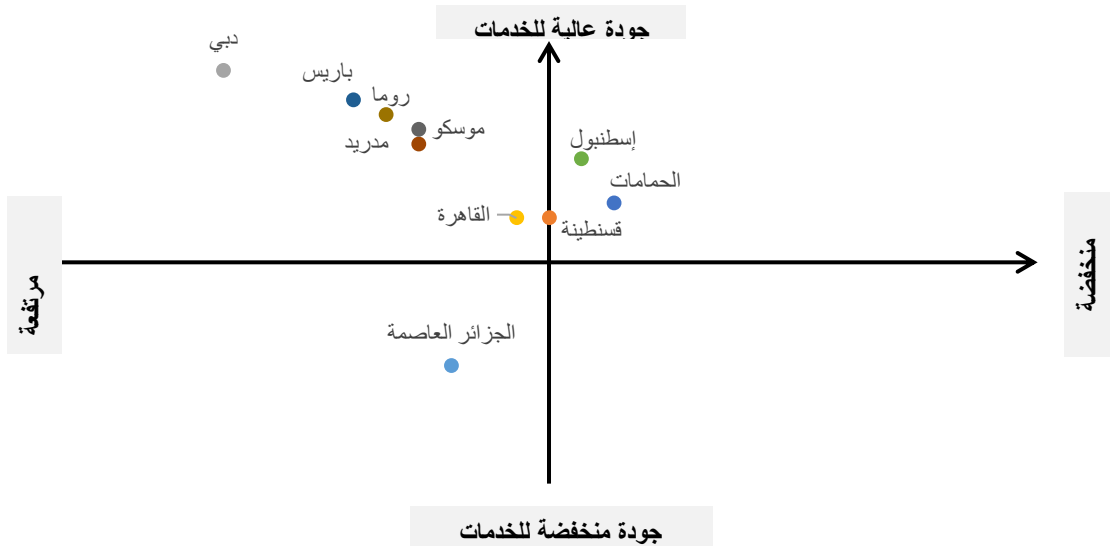 جودة عالية للخدمات
دبي
باريس
روما
موسكو
مدريد
إسطنبول
الحمامات
القاهرة
قسنطينة
مرتفعة
منخفضة
الجزائر العاصمة
جودة منخفضة للخدمات